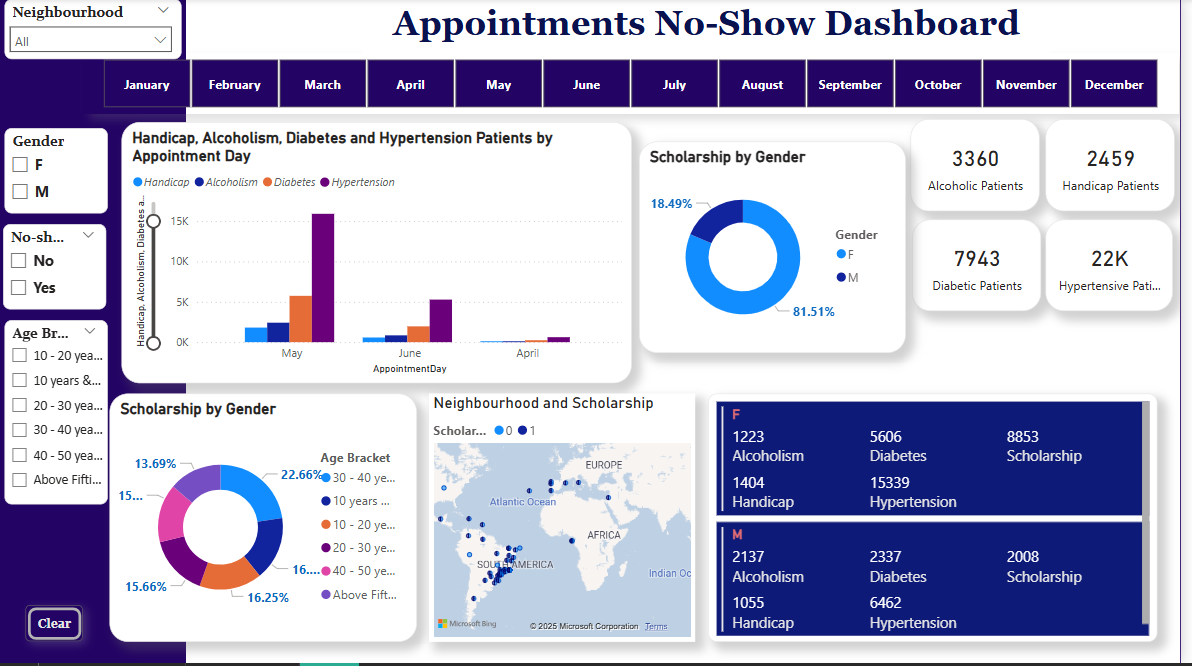 Neighbourhood
All
Appointments No-Show Dashboard
January
February
March
April
May
June
July
August
September
October
November
December
Gender
F
M
No-sh...
No
Yes
Age Br...
10 - 20 yea...
10 years &...
20 - 30 yea...
30 - 40 yea...
40 - 50 yea...
Above Fifti...
Clear
Handicap, Alcoholism, Diabetes and Hypertension Patients by
Appointment Day
Handicap Alcoholism Diabetes Hypertension
Handicap, Alcoholism, Diabetes a...
15K
10K
5K
0K
May
June
April
AppointmentDay
Scholarship by Gender
18.49%
81.51%
Gender
F
M
3360
Alcoholic Patients
2459
Handicap Patients
7943
Diabetic Patients
22K
Hypertensive Pati...
Scholarship by Gender
13.69%
22.66%
15...
16....
15.66%
16.25%
Age Bracket
30 - 40 ye...
10 years ...
10 - 20 ye...
20 - 30 ye...
40 - 50 ye...
Above Fift...
Neighbourhood and Scholarship
Scholar... 0 1
EUROPE
Atlantic Ocean
AFRICA
SOUTH AMERICA
Indian Oc
Microsoft Bing
© 2025 Microsoft Corporation Terms
F
1223 5606 8853
Alcoholism Diabetes Scholarship
1404 15339
Handicap Hypertension
M
2137 2337 2008
Alcoholism Diabetes Scholarship
1055 6462
Handicap Hypertension